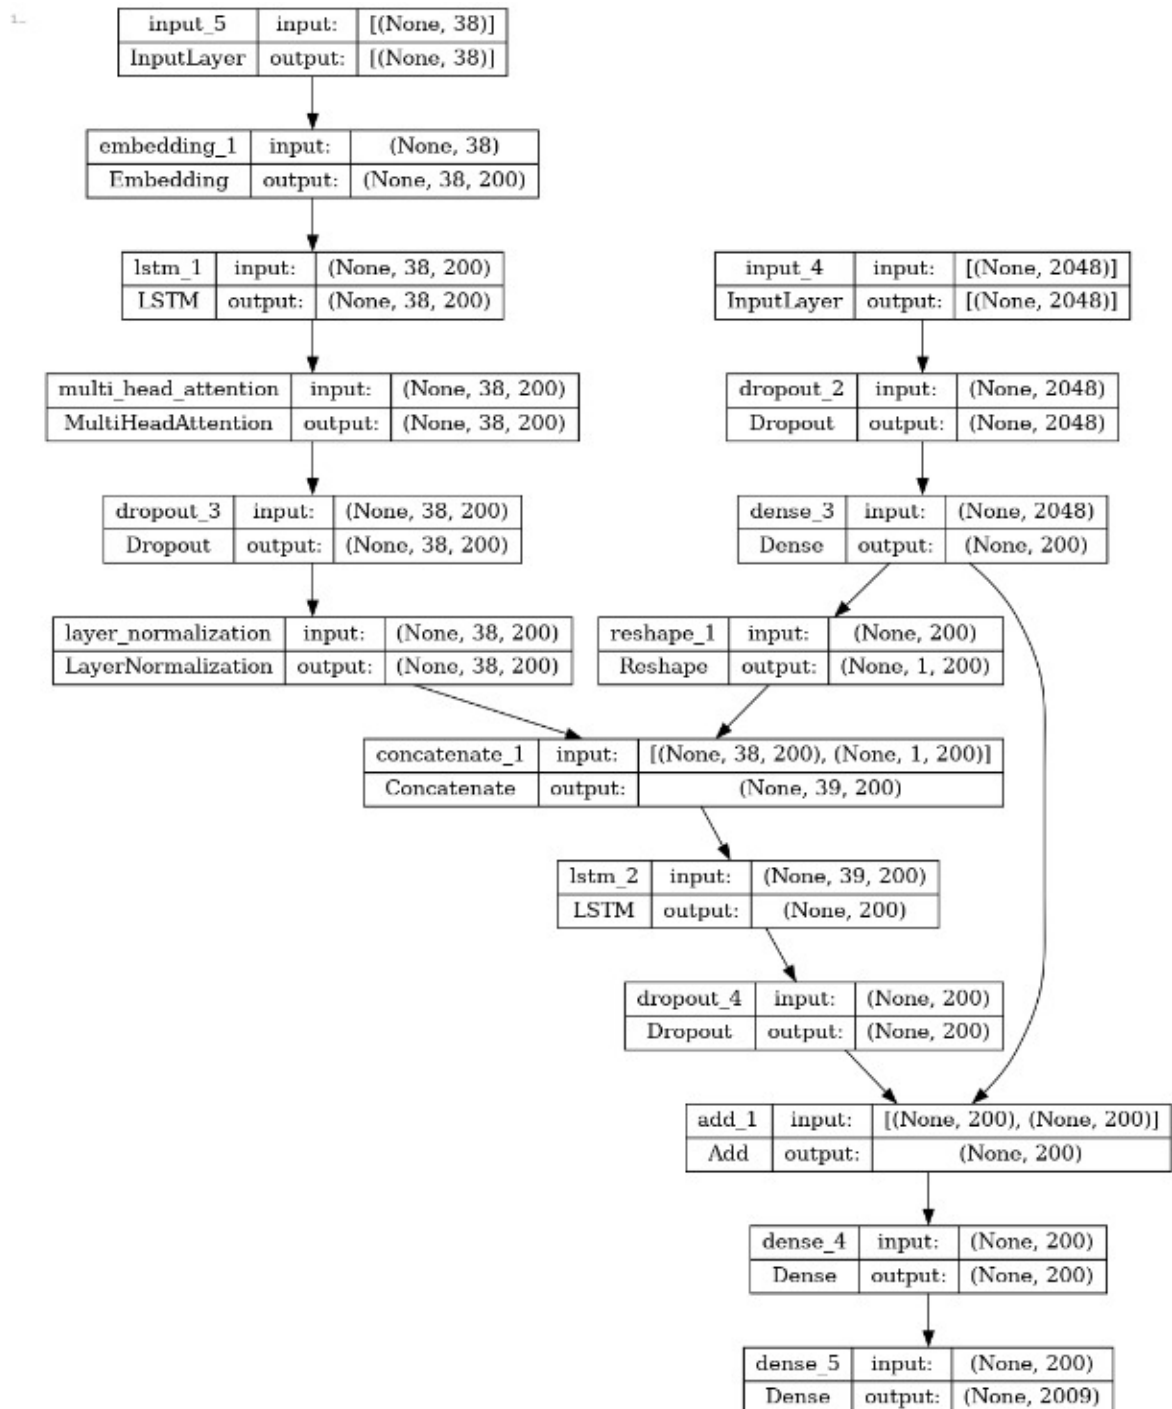 1.
input_5 input: [(None, 38)]
InputLayer output: [(None, 38)]
embedding_1 input: (None, 38)
Embedding output: (None, 38, 200)
lstm_1 input: (None, 38, 200)
LSTM output: (None, 38, 200)
input_4 input: [(None, 2048)]
InputLayer output: [(None, 2048)]
multi_head_attention input: (None, 38, 200)
MultiHeadAttention output: (None, 38, 200)
dropout_2 input: (None, 2048)
Dropout output: (None, 2048)
dropout_3 input: (None, 38, 200)
Dropout output: (None, 38, 200)
dense_3 input: (None, 2048)
Dense output: (None, 200)
layer_normalization input: (None, 38, 200)
LayerNormalization output: (None, 38, 200)
reshape_1 input: (None, 200)
Reshape output: (None, 1, 200)
concatenate_1 input: [(None, 38, 200), (None, 1, 200)]
Concatenate output: (None, 39, 200)
lstm_2 input: (None, 39, 200)
LSTM output: (None, 200)
dropout_4 input: (None, 200)
Dropout output: (None, 200)
add_1 input: [(None, 200), (None, 200)]
Add output: (None, 200)
dense_4 input: (None, 200)
Dense output: (None, 200)
dense_5 input: (None, 200)
Dense output: (None, 2009)